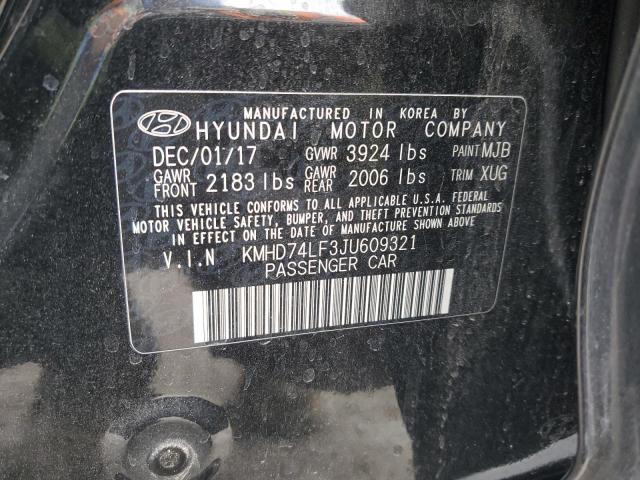 MANUFACTURED IN KOREA BY
HYUNDAI MOTOR COMPANY
DEC/01/17 GVWR 3924 lbs PAINT MJB
GAWR FRONT 2183 lbs GAWR REAR 2006 lbs TRIM XUG
THIS VEHICLE CONFORMS TO ALL APPLICABLE U.S.A. FEDERAL
MOTOR VEHICLE SAFETY, BUMPER, AND THEFT PREVENTION STANDARDS
IN EFFECT ON THE DATE OF MANUFACTURE SHOWN ABOVE.
V.I.N KMHD74LF3JU609321
PASSENGER CAR